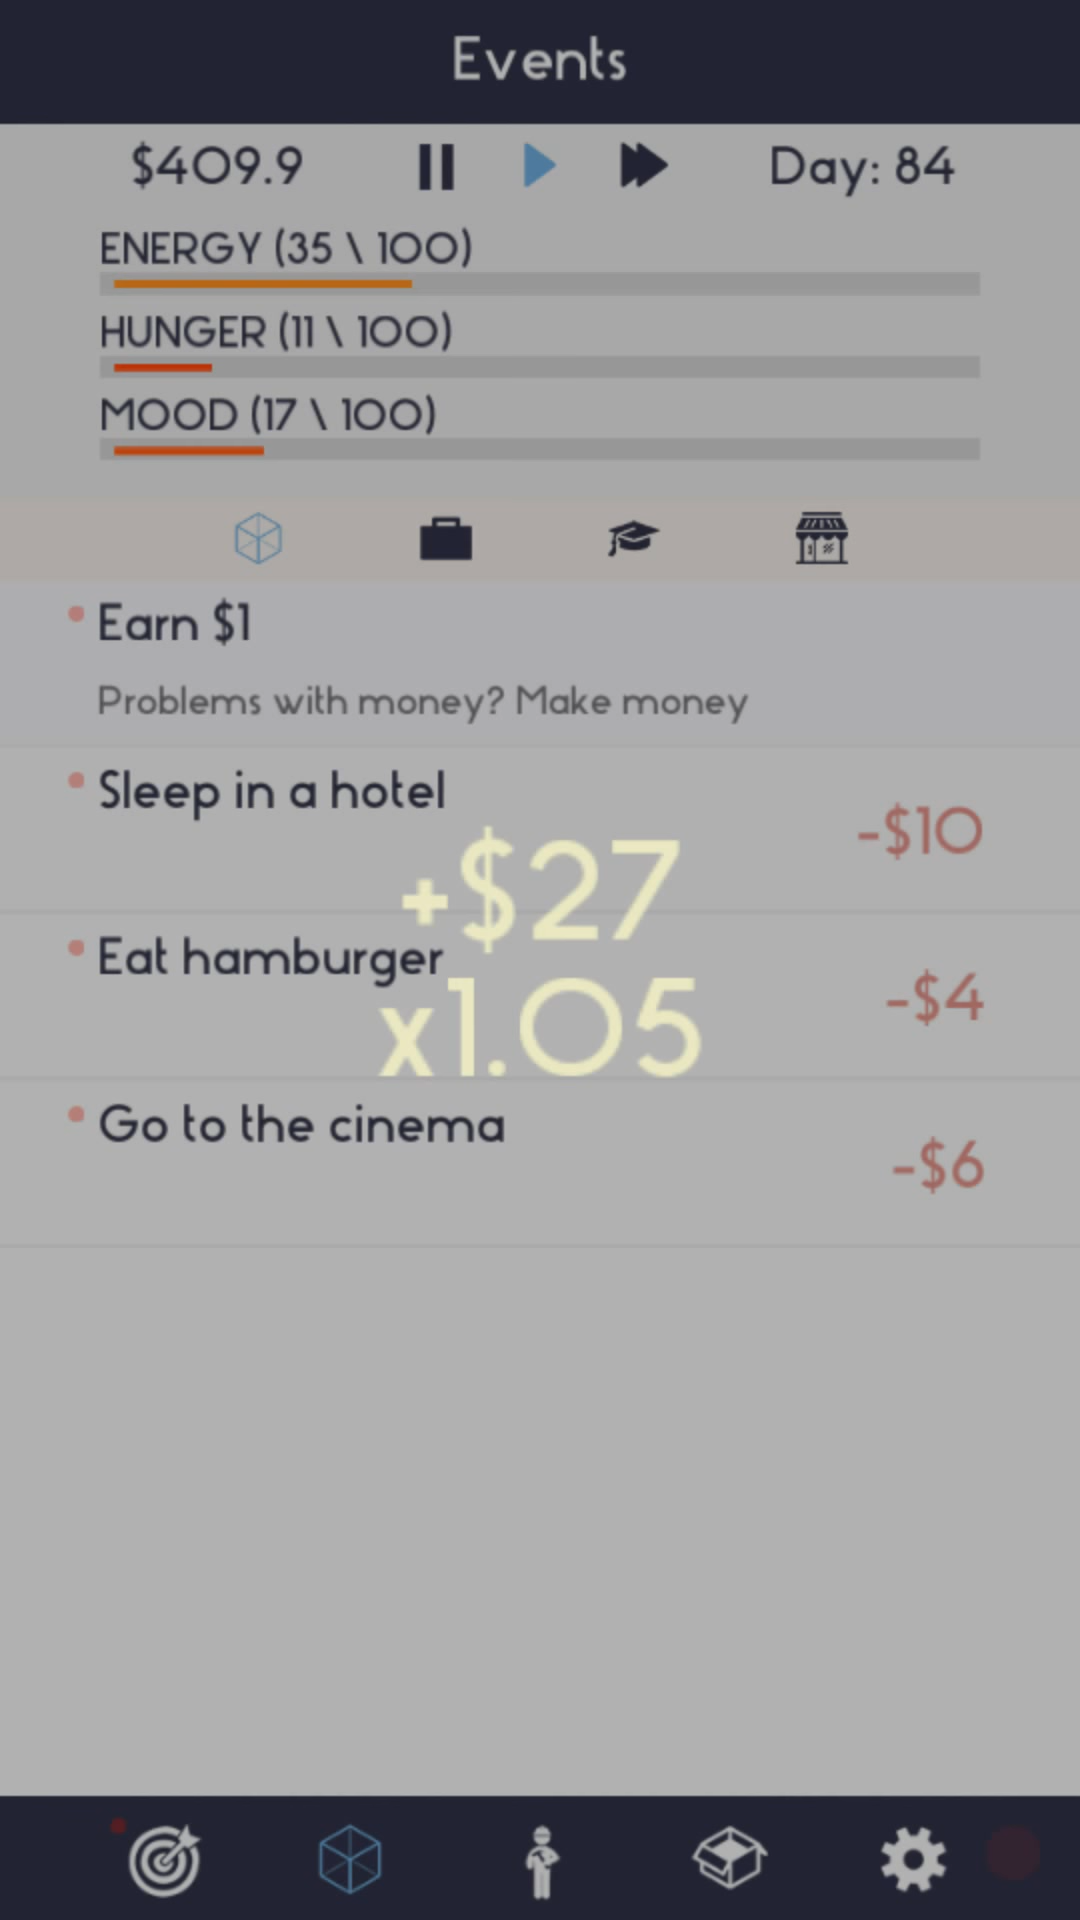 Events
$409.9
Day: 84
ENERGY (35 \ 100)
HUNGER (11 \ 100)
MOOD (17 \ 100)
Earn $1
Problems with money? Make money
Sleep in a hotel
-$10
+$27
Eat hamburger
-$4
x1.05
Go to the cinema
-$6